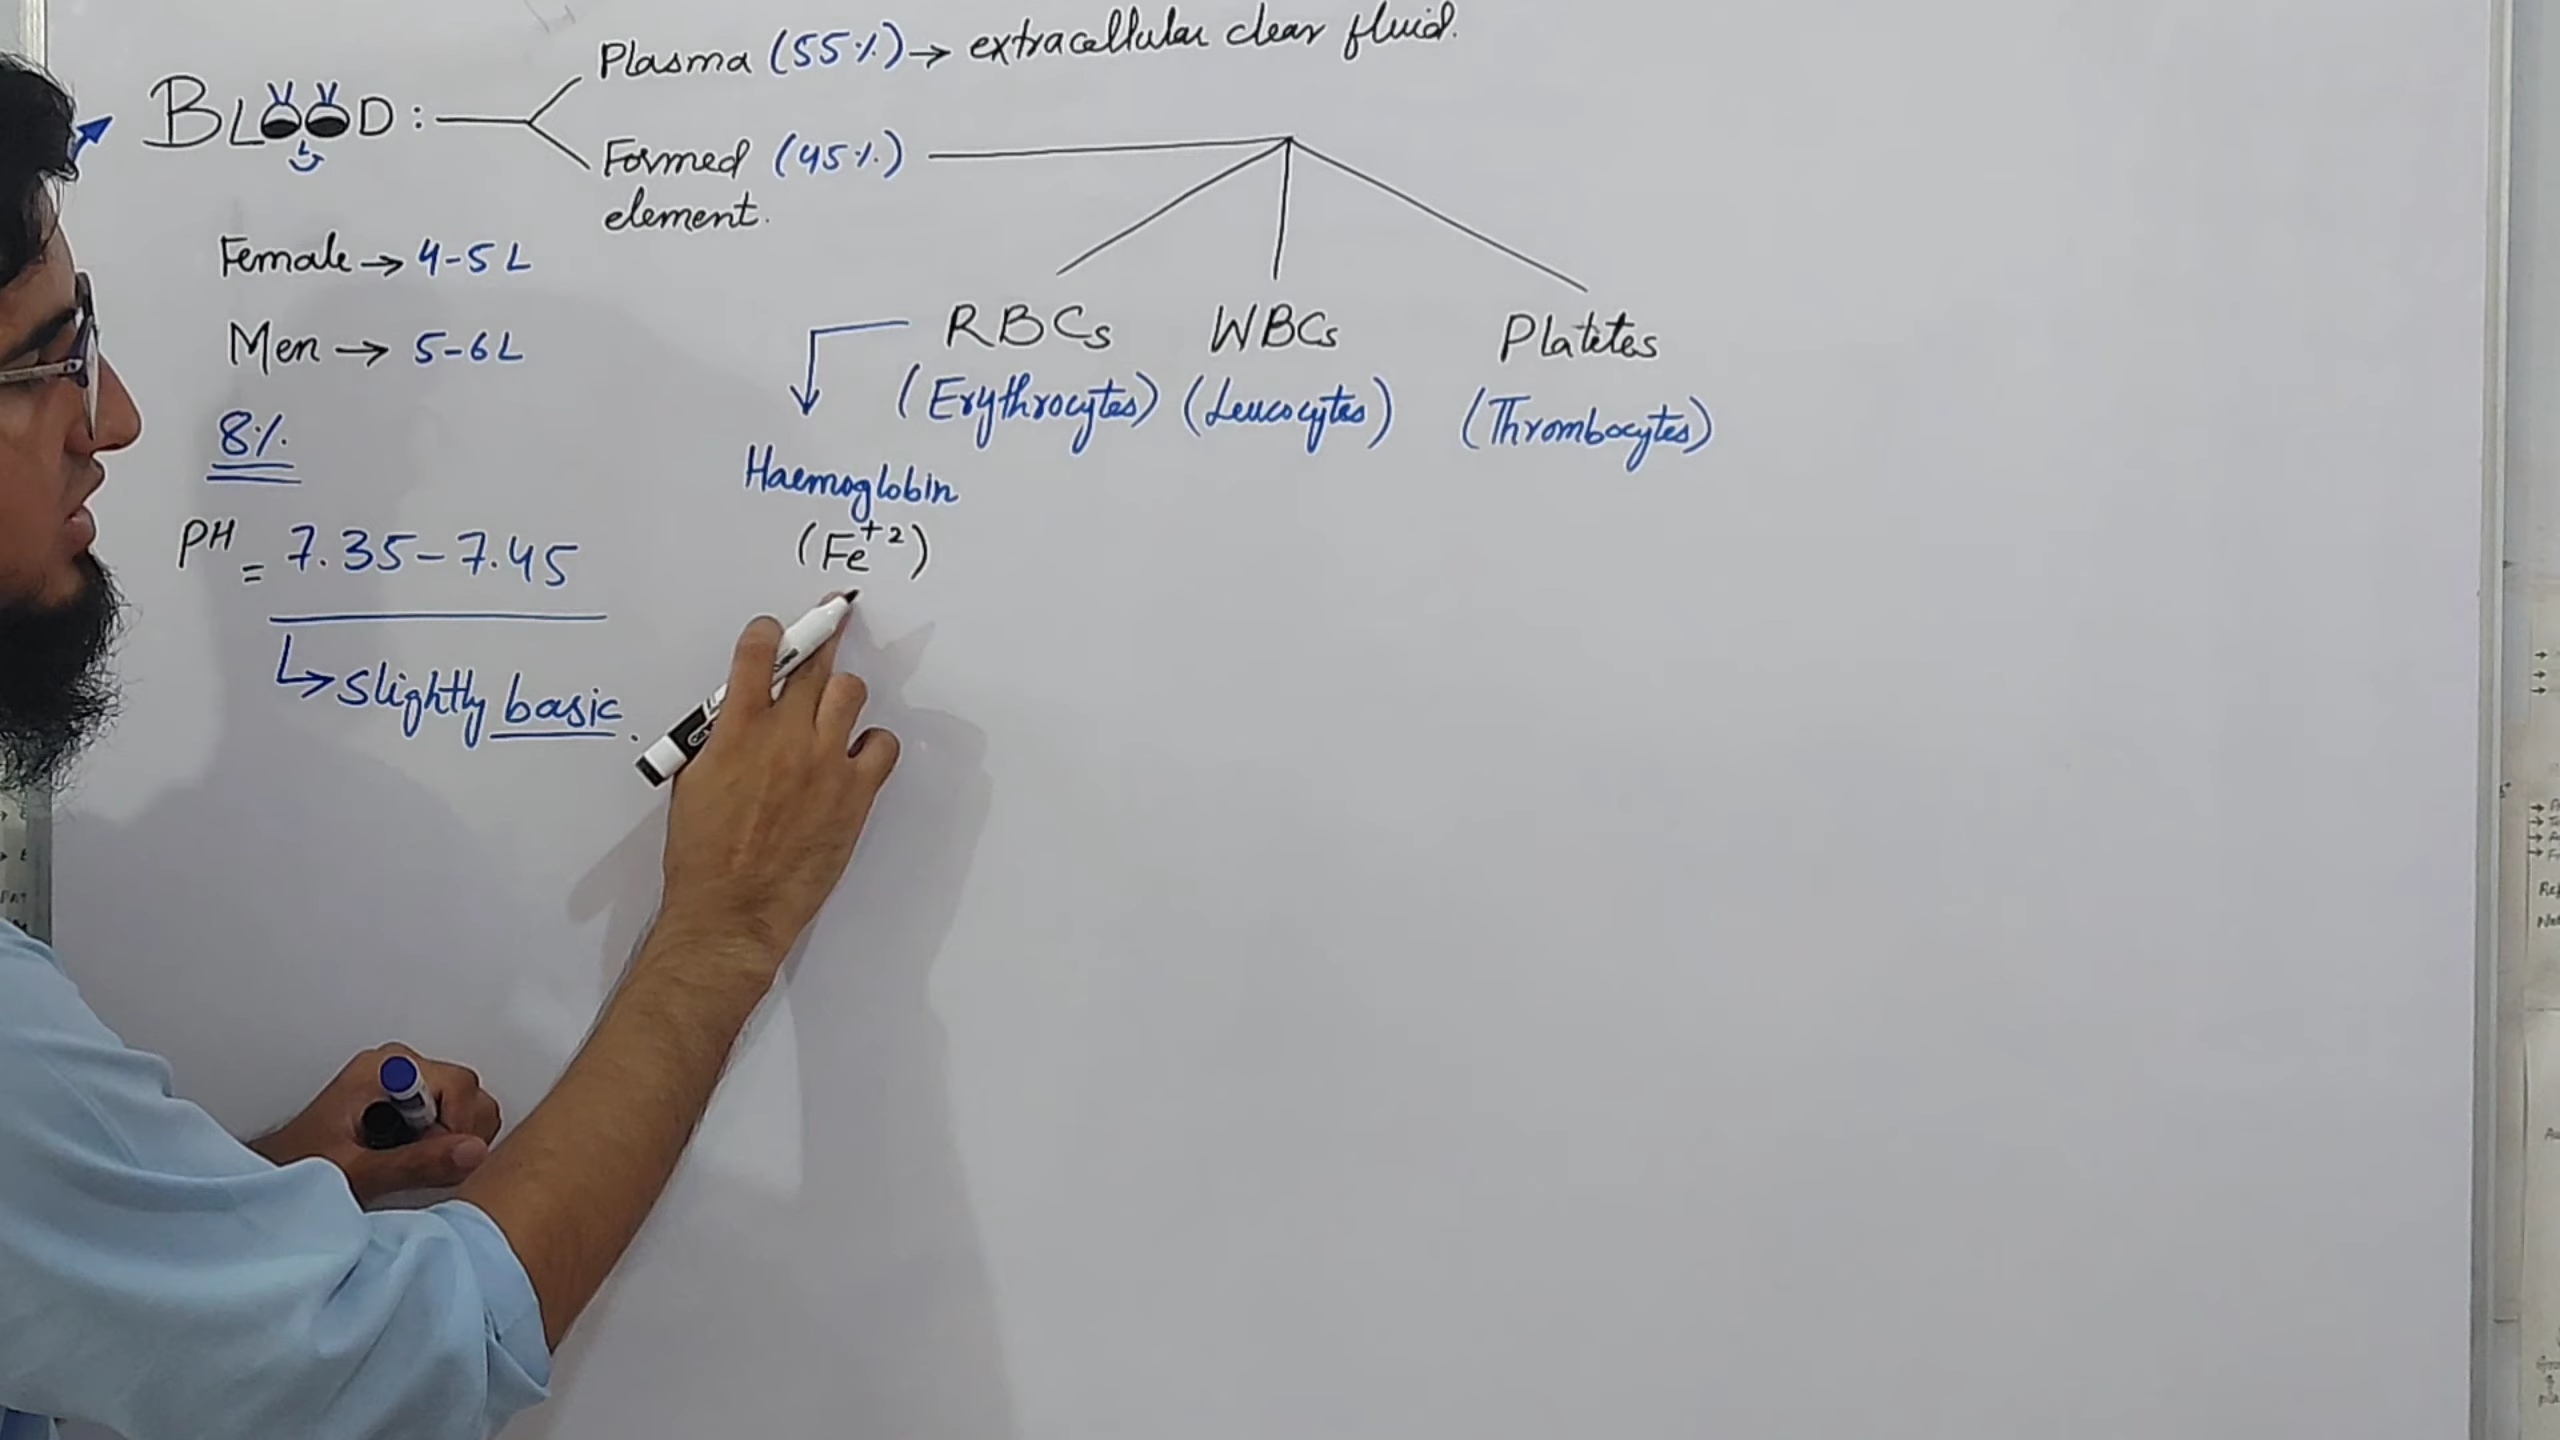 BLOOD:
Plasma (55%) → extracellular clear fluid.
Formed (45%)
element.
Female → 4-5 L
Men → 5-6 L
8%
PH = 7.35-7.45
↳ slightly basic.
RBCs
(Erythrocytes)
WBCs
(Leucocytes)
Platetes
(Thrombocytes)
Haemoglobin
(Fe⁺²)